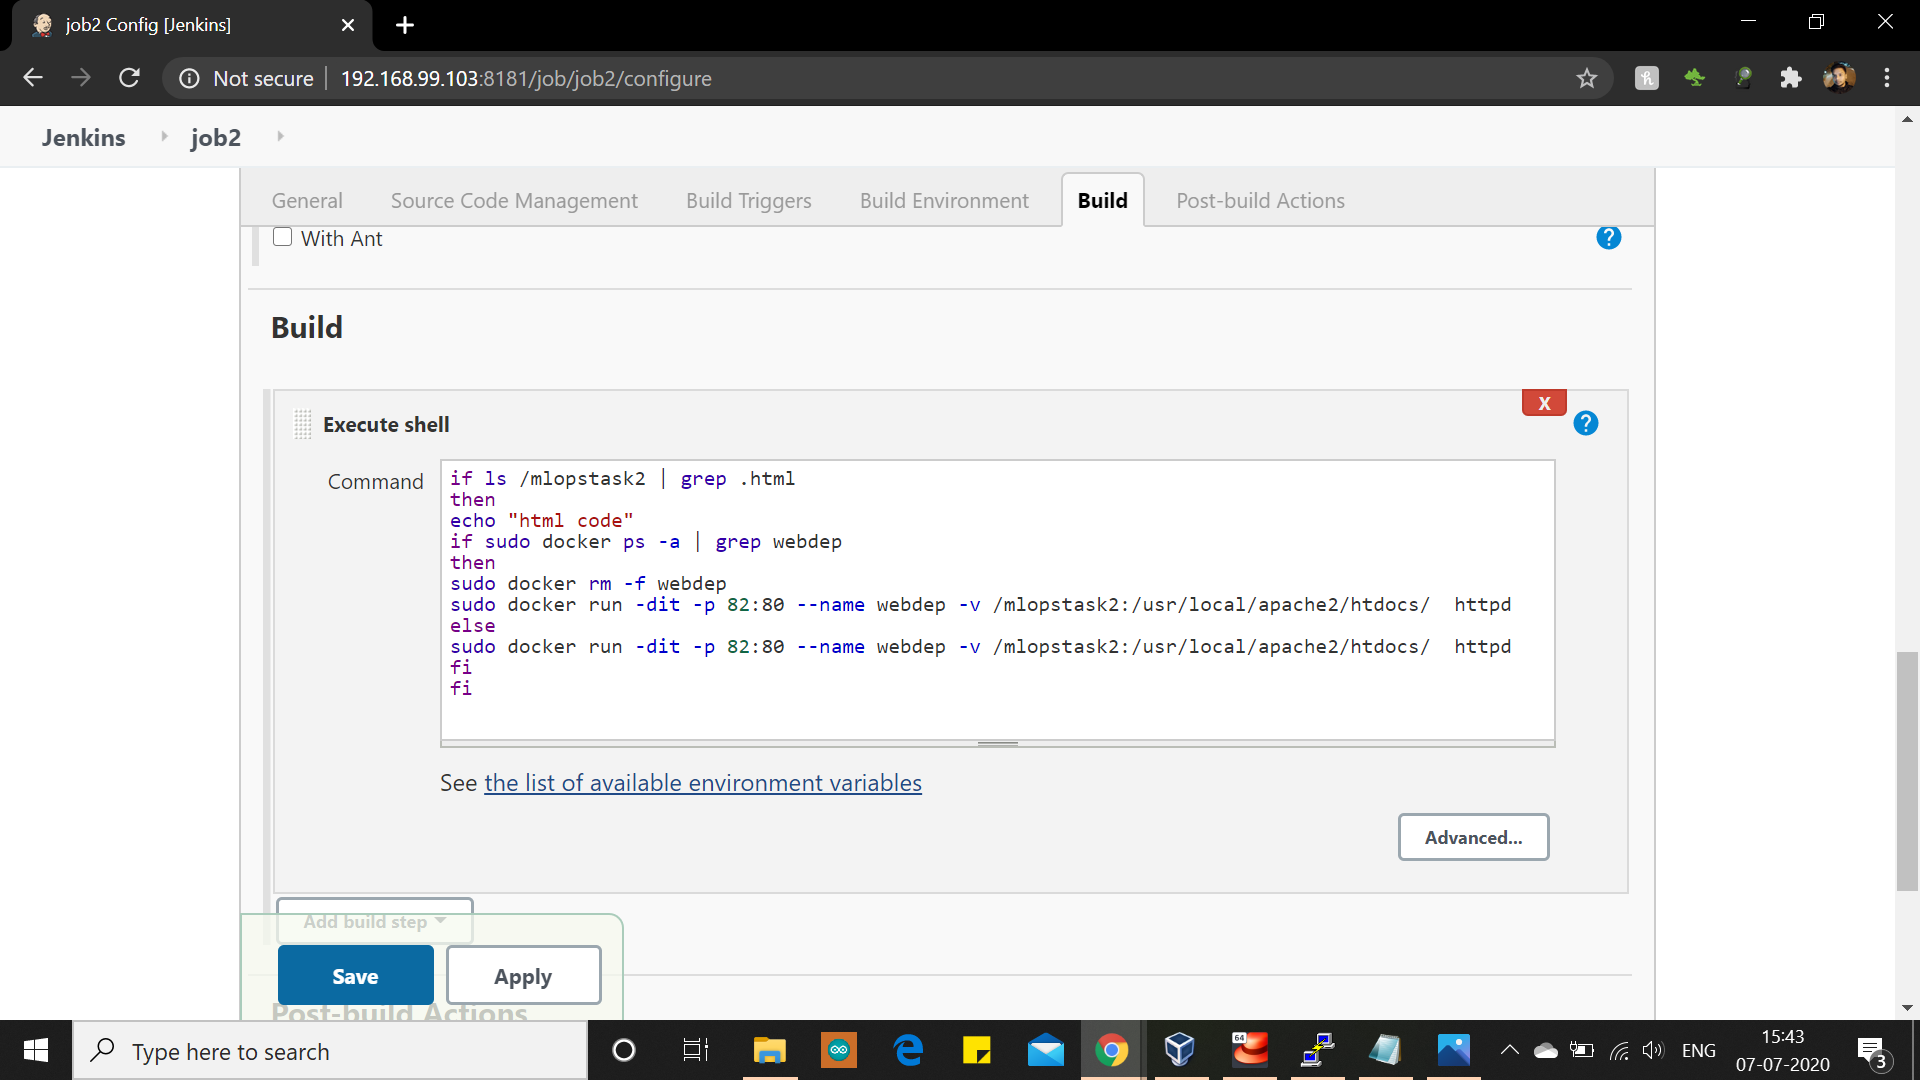 job2 Config [Jenkins]
Not secure 192.168.99.103:8181/job/job2/configure
Jenkins job2
General Source Code Management Build Triggers Build Environment Build Post-build Actions
With Ant
?
Build
X
Execute shell
?
Command
if ls /mlopstask2 | grep .html
then
echo "html code"
if sudo docker ps -a | grep webdep
then
sudo docker rm -f webdep
sudo docker run -dit -p 82:80 --name webdep -v /mlopstask2:/usr/local/apache2/htdocs/  httpd
else
sudo docker run -dit -p 82:80 --name webdep -v /mlopstask2:/usr/local/apache2/htdocs/  httpd
fi
fi
See the list of available environment variables
Advanced...
Add build step
Save Apply
Post-build Actions
Type here to search
64
ENG
15:43
07-07-2020
3